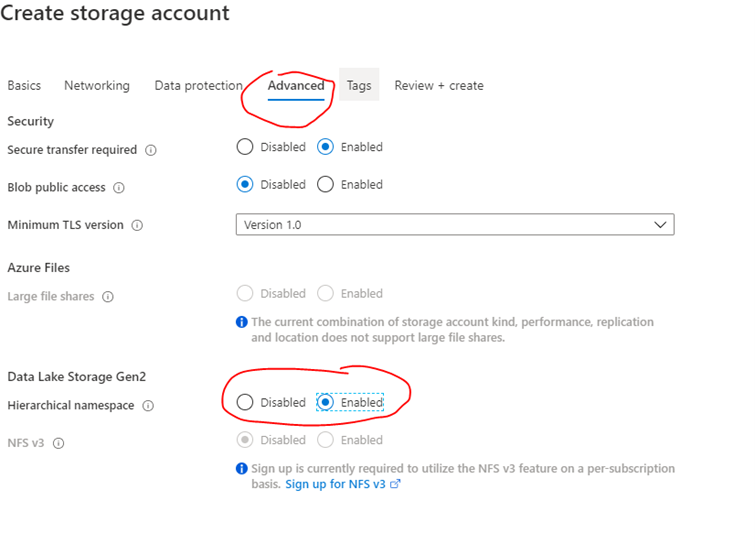 Create storage account
Basics Networking Data protection Advanced Tags Review + create
Security
Secure transfer required Disabled Enabled
Blob public access Disabled Enabled
Minimum TLS version Version 1.0
Azure Files
Large file shares Disabled Enabled
The current combination of storage account kind, performance, replication
and location does not support large file shares.
Data Lake Storage Gen2
Hierarchical namespace Disabled Enabled
NFS v3 Disabled Enabled
Sign up is currently required to utilize the NFS v3 feature on a per-subscription
basis. Sign up for NFS v3